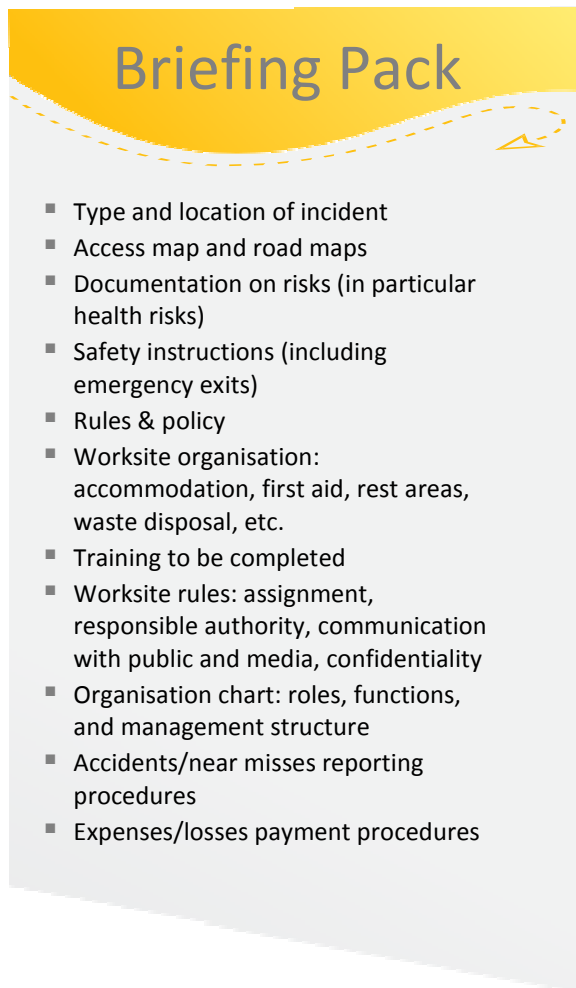 Briefing Pack
▪ Type and location of incident
▪ Access map and road maps
▪ Documentation on risks (in particular
health risks)
▪ Safety instructions (including
emergency exits)
▪ Rules & policy
▪ Worksite organisation:
accommodation, first aid, rest areas,
waste disposal, etc.
▪ Training to be completed
▪ Worksite rules: assignment,
responsible authority, communication
with public and media, confidentiality
▪ Organisation chart: roles, functions,
and management structure
▪ Accidents/near misses reporting
procedures
▪ Expenses/losses payment procedures